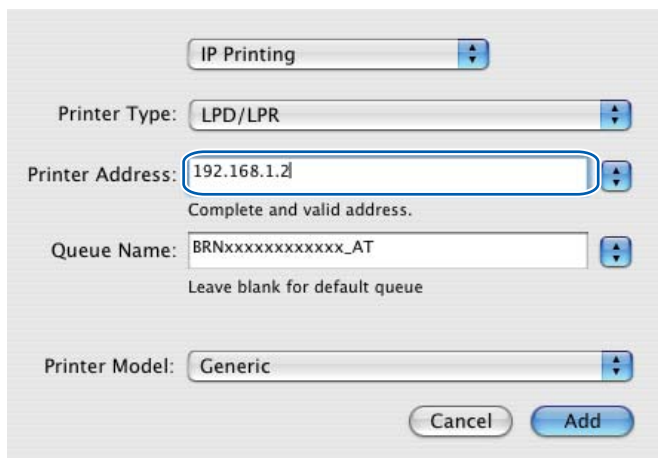 IP Printing
Printer Type: LPD/LPR
Printer Address: 192.168.1.2
Complete and valid address.
Queue Name: BRNxxxxxxxxxxxx_AT
Leave blank for default queue
Printer Model: Generic
Cancel Add